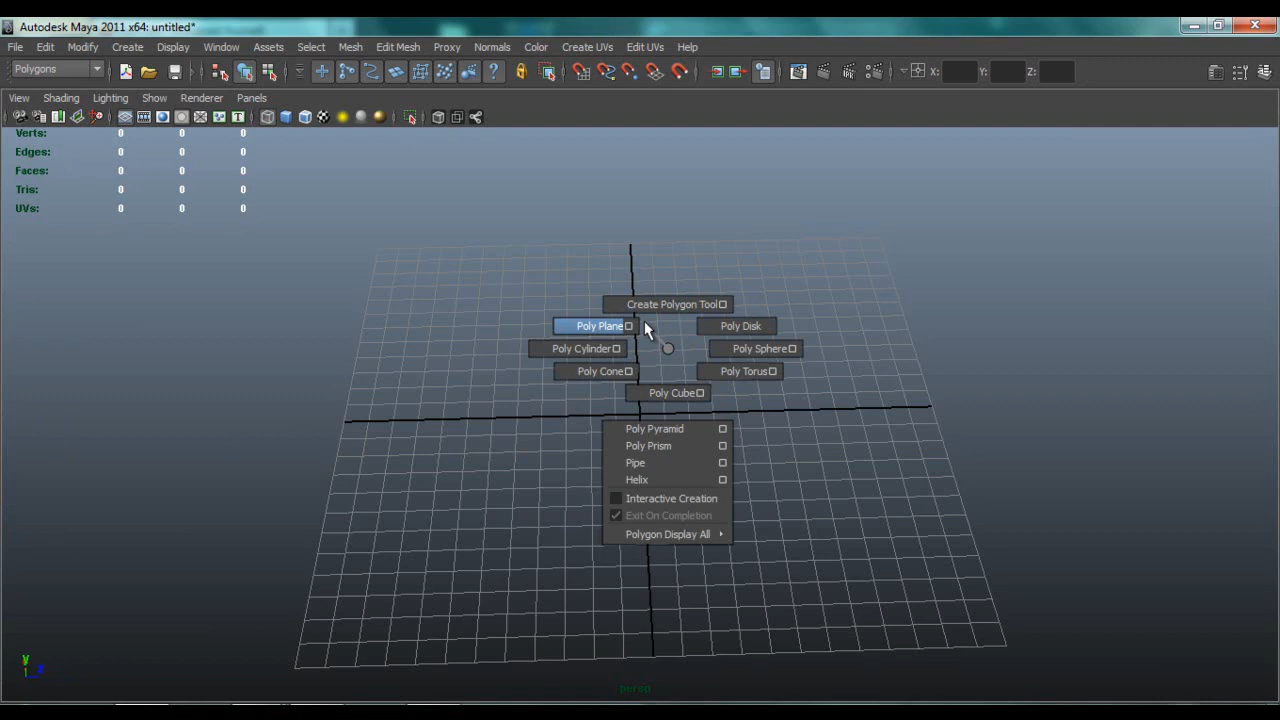 Autodesk Maya 2011 x64: untitled*
File Edit Modify Create Display Window Assets Select Mesh Edit Mesh Proxy Normals Color Create UVs Edit UVs Help
Polygons X: Y: Z:
View Shading Lighting Show Renderer Panels
Verts: 0 0 0
Edges: 0 0 0
Faces: 0 0 0
Tris: 0 0 0
UVs: 0 0 0
Create Polygon Tool
Poly Plane Poly Disk
Poly Cylinder Poly Sphere
Poly Cone Poly Torus
Poly Cube
Poly Pyramid
Poly Prism
Pipe
Helix
Interactive Creation
Exit On Completion
Polygon Display All
y
persp